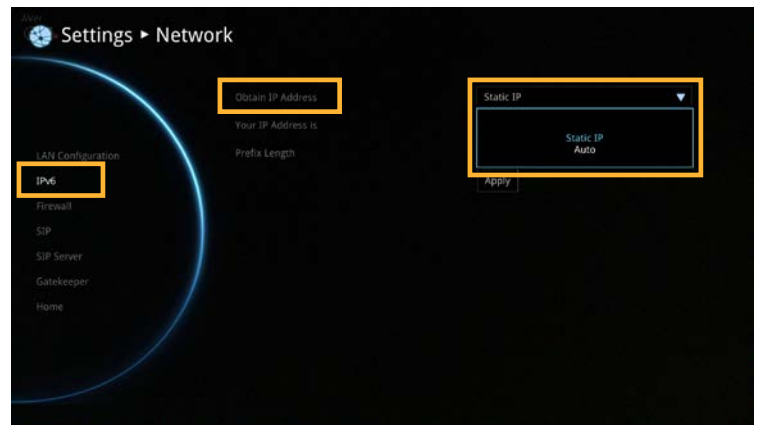 AVer
Settings ▸ Network
Obtain IP Address
Static IP
Your IP Address is
Static IP
Auto
LAN Configuration
Prefix Length
IPv6
Apply
Firewall
SIP
SIP Server
Gatekeeper
Home